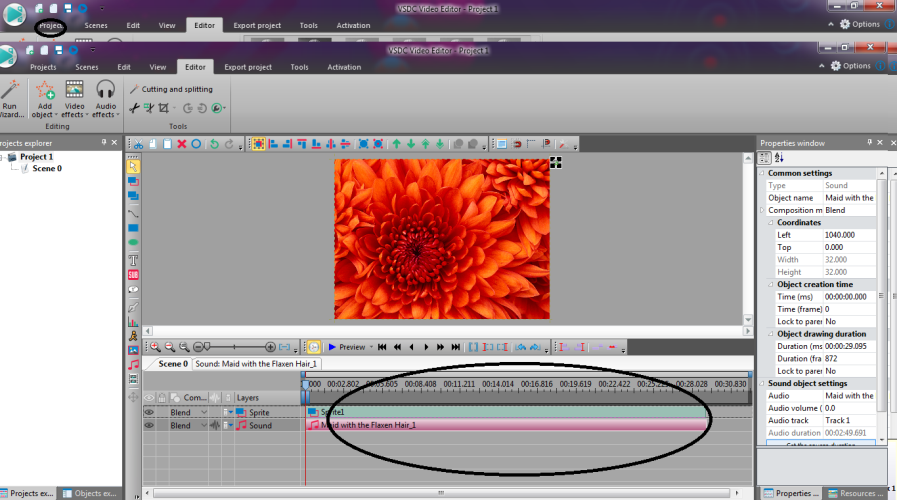 VSDC Video Editor - Project 1
Projects Scenes Edit View Editor Export project Tools Activation Options
VSDC Video Editor - Project 1
Projects Scenes Edit View Editor Export project Tools Activation Options
Cutting and splitting
Run Wizard... Add object Video effects Audio effects
Editing Tools
rojects explorer
Properties window
Project 1
Scene 0
Common settings
Type Sound
Object name Maid with the
Composition m Blend
Coordinates
Left 1040.000
Top 0.000
Width 32.000
Height 32.000
Object creation time
Time (ms) 00:00:00.000
Time (frame) 0
Lock to paren No
Object drawing duration
Duration (ms 00:00:29.095
Duration (fra 872
Lock to paren No
Sound object settings
Audio Maid with the
Audio volume ( 0.0
Audio track Track 1
Audio duration 00:02:49.691
T
SUB
Preview
Scene 0 Sound: Maid with the Flaxen Hair_1
000 00:02.802 00:05.605 00:08.408 00:11.211 00:14.014 00:16.816 00:19.619 00:22.422 00:25.225 00:28.028 00:30.830
Com... Layers
Blend Sprite Sprite1
Blend Sound Maid with the Flaxen Hair_1
Projects ex... Objects ex...
Properties ... Resources ...